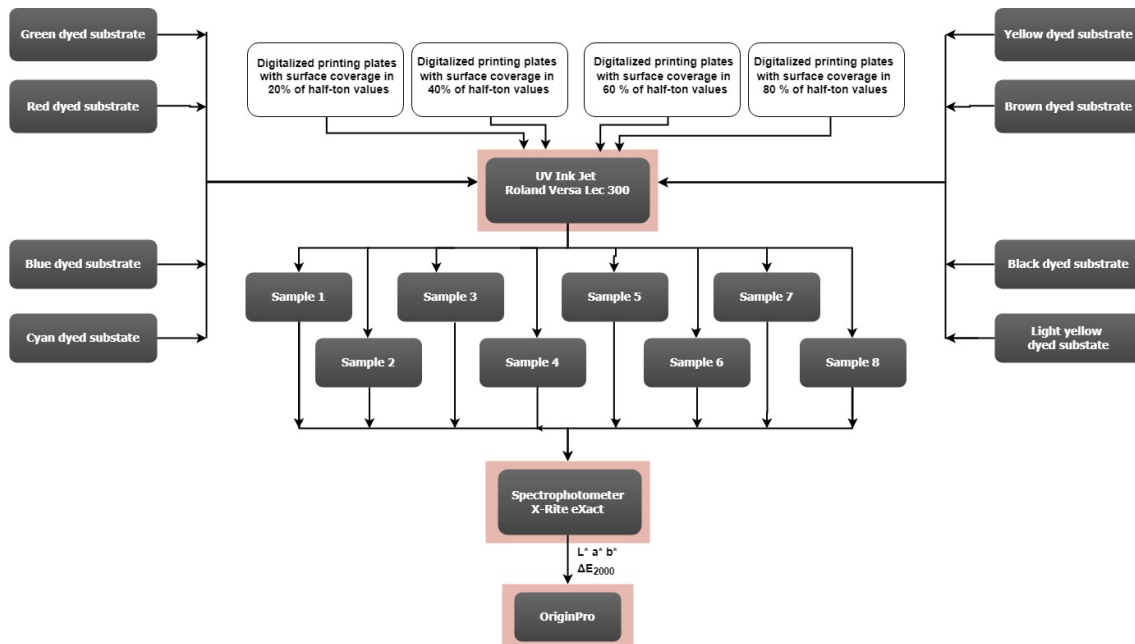 Green dyed substrate
Red dyed substrate
Blue dyed substrate
Cyan dyed substate
Digitalized printing plates
with surface coverage in
20% of half-ton values
Digitalized printing plates
with surface coverage in
40% of half-ton values
Digitalized printing plates
with surface coverage in
60 % of half-ton values
Digitalized printing plates
with surface coverage in
80 % of half-ton values
Yellow dyed substrate
Brown dyed substrate
Black dyed substrate
Light yellow
dyed substate
UV Ink Jet
Roland Versa Lec 300
Sample 1
Sample 2
Sample 3
Sample 4
Sample 5
Sample 6
Sample 7
Sample 8
Spectrophotometer
X-Rite eXact
L* a* b*
ΔE2000
OriginPro